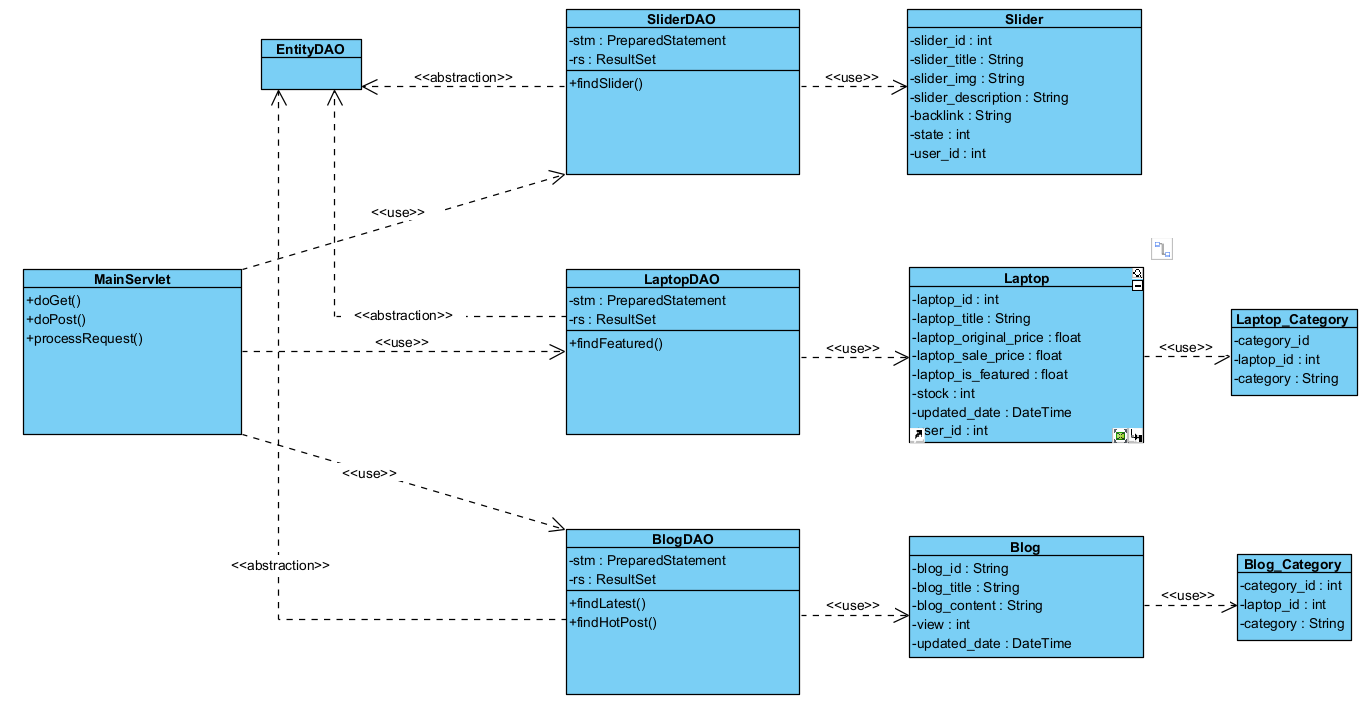 EntityDAO
<<abstraction>>
SliderDAO
-stm : PreparedStatement
-rs : ResultSet
+findSlider()
<<use>>
Slider
-slider_id : int
-slider_title : String
-slider_img : String
-slider_description : String
-backlink : String
-state : int
-user_id : int
<<use>>
MainServlet
+doGet()
+doPost()
+processRequest()
<<abstraction>>
<<use>>
LaptopDAO
-stm : PreparedStatement
-rs : ResultSet
+findFeatured()
<<use>>
Laptop
-laptop_id : int
-laptop_title : String
-laptop_original_price : float
-laptop_sale_price : float
-laptop_is_featured : float
-stock : int
-updated_date : DateTime
ser_id : int
<<use>>
Laptop_Category
-category_id
-laptop_id : int
-category : String
<<use>>
<<abstraction>>
BlogDAO
-stm : PreparedStatement
-rs : ResultSet
+findLatest()
+findHotPost()
<<use>>
Blog
-blog_id : String
-blog_title : String
-blog_content : String
-view : int
-updated_date : DateTime
<<use>>
Blog_Category
-category_id : int
-laptop_id : int
-category : String